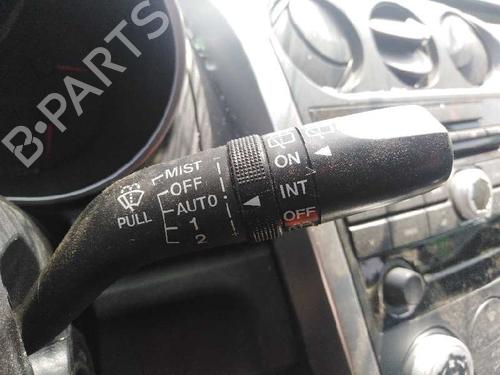 B-PARTS
MIST
OFF
AUTO
1
2
PULL
ON
INT
OFF